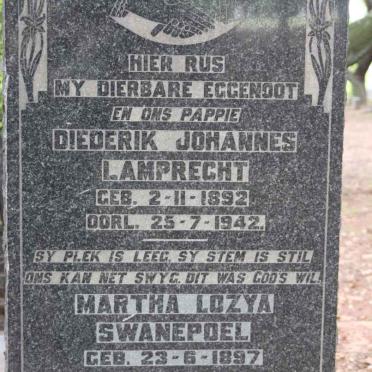 HIER RUS
MY DIERBARE EGGENOOT
EN ONS PAPPIE
DIEDERIK JOHANNES
LAMPRECHT
GEB. 2-11-1892
OORL. 25-7-1942.
SY PLEK IS LEEG, SY STEM IS STIL
ONS KAN NET SWYG, DIT WAS GOD'S WIL.
MARTHA LOZYA
SWANEPOEL
GEB. 23-6-1897